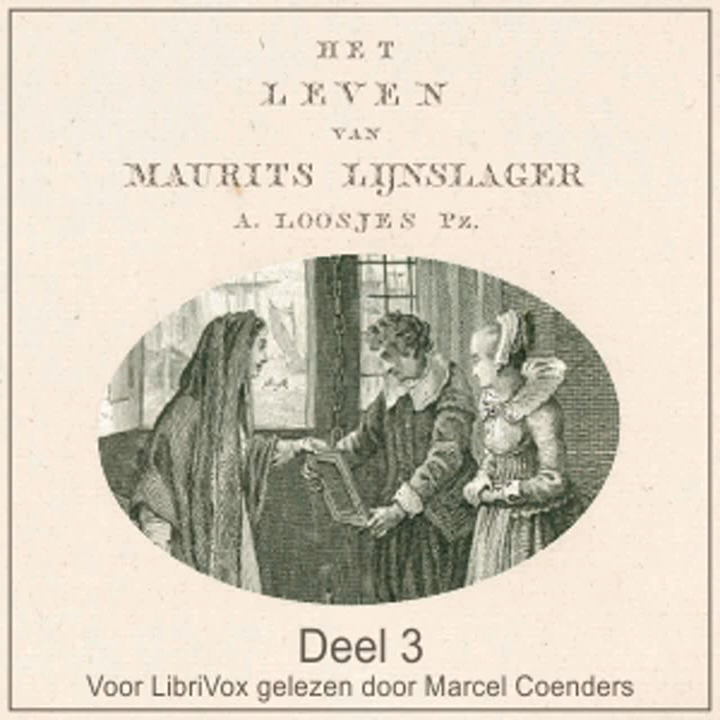 HET
LEVEN
VAN
MAURITS LIJNSLAGER
A. LOOSJES Pz.
Deel 3
Voor LibriVox gelezen door Marcel Coenders